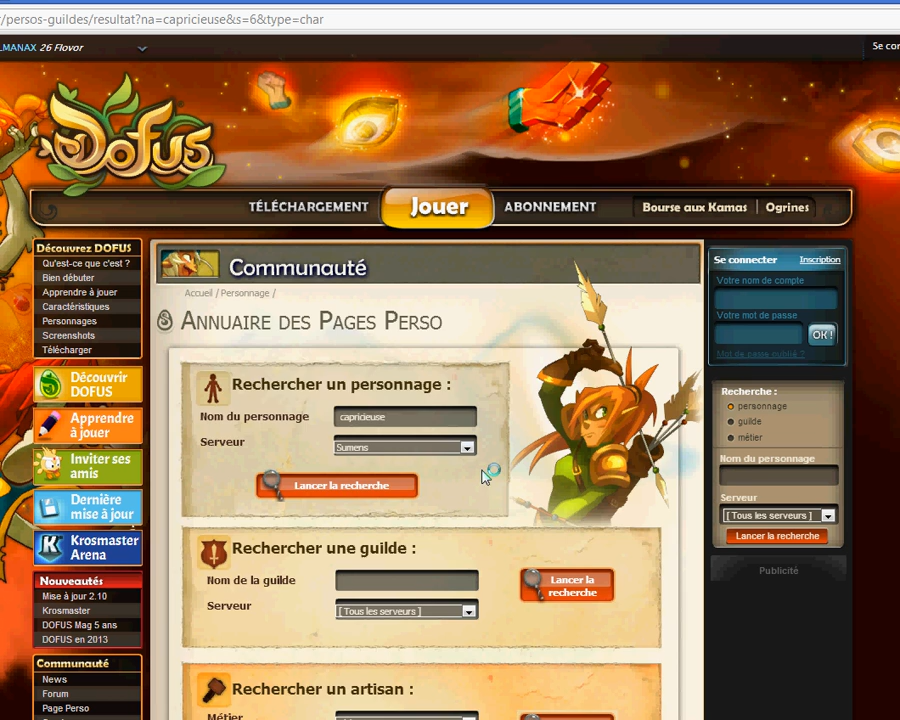 /persos-guildes/resultat?na=capricieuse&s=6&type=char
LMANAX 26 Flovor
Se con
DOFUS
TÉLÉCHARGEMENT
Jouer
ABONNEMENT
Bourse aux Kamas
Ogrines
Découvrez DOFUS
Qu'est-ce que c'est ?
Bien débuter
Apprendre à jouer
Caractéristiques
Personnages
Screenshots
Télécharger
Découvrir
DOFUS
Apprendre
à jouer
Inviter ses
amis
Dernière
mise à jour
Krosmaster
Arena
Nouveautés
Mise à jour 2.10
Krosmaster
DOFUS Mag 5 ans
DOFUS en 2013
Communauté
News
Forum
Page Perso
Communauté
Accueil / Personnage /
Annuaire des Pages Perso
Rechercher un personnage :
Nom du personnage
capricieuse
Serveur
Sumens
Lancer la recherche
Rechercher une guilde :
Nom de la guilde
Serveur
[ Tous les serveurs ]
Lancer la
recherche
Rechercher un artisan :
Métier
Se connecter
Inscription
Votre nom de compte
Votre mot de passe
OK !
Mot de passe oublié ?
Recherche :
personnage
guilde
métier
Nom du personnage
Serveur
[ Tous les serveurs ]
Lancer la recherche
Publicité